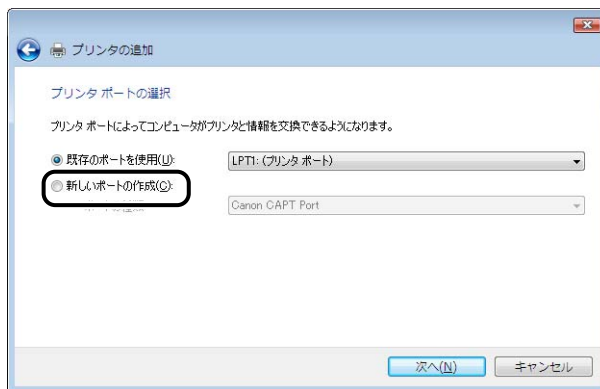 プリンタの追加
プリンタ ポートの選択
プリンタ ポートによってコンピュータがプリンタと情報を交換できるようになります。
既存のポートを使用(U):
LPT1: (プリンタ ポート)
新しいポートの作成(C):
Canon CAPT Port
次へ(N)
キャンセル